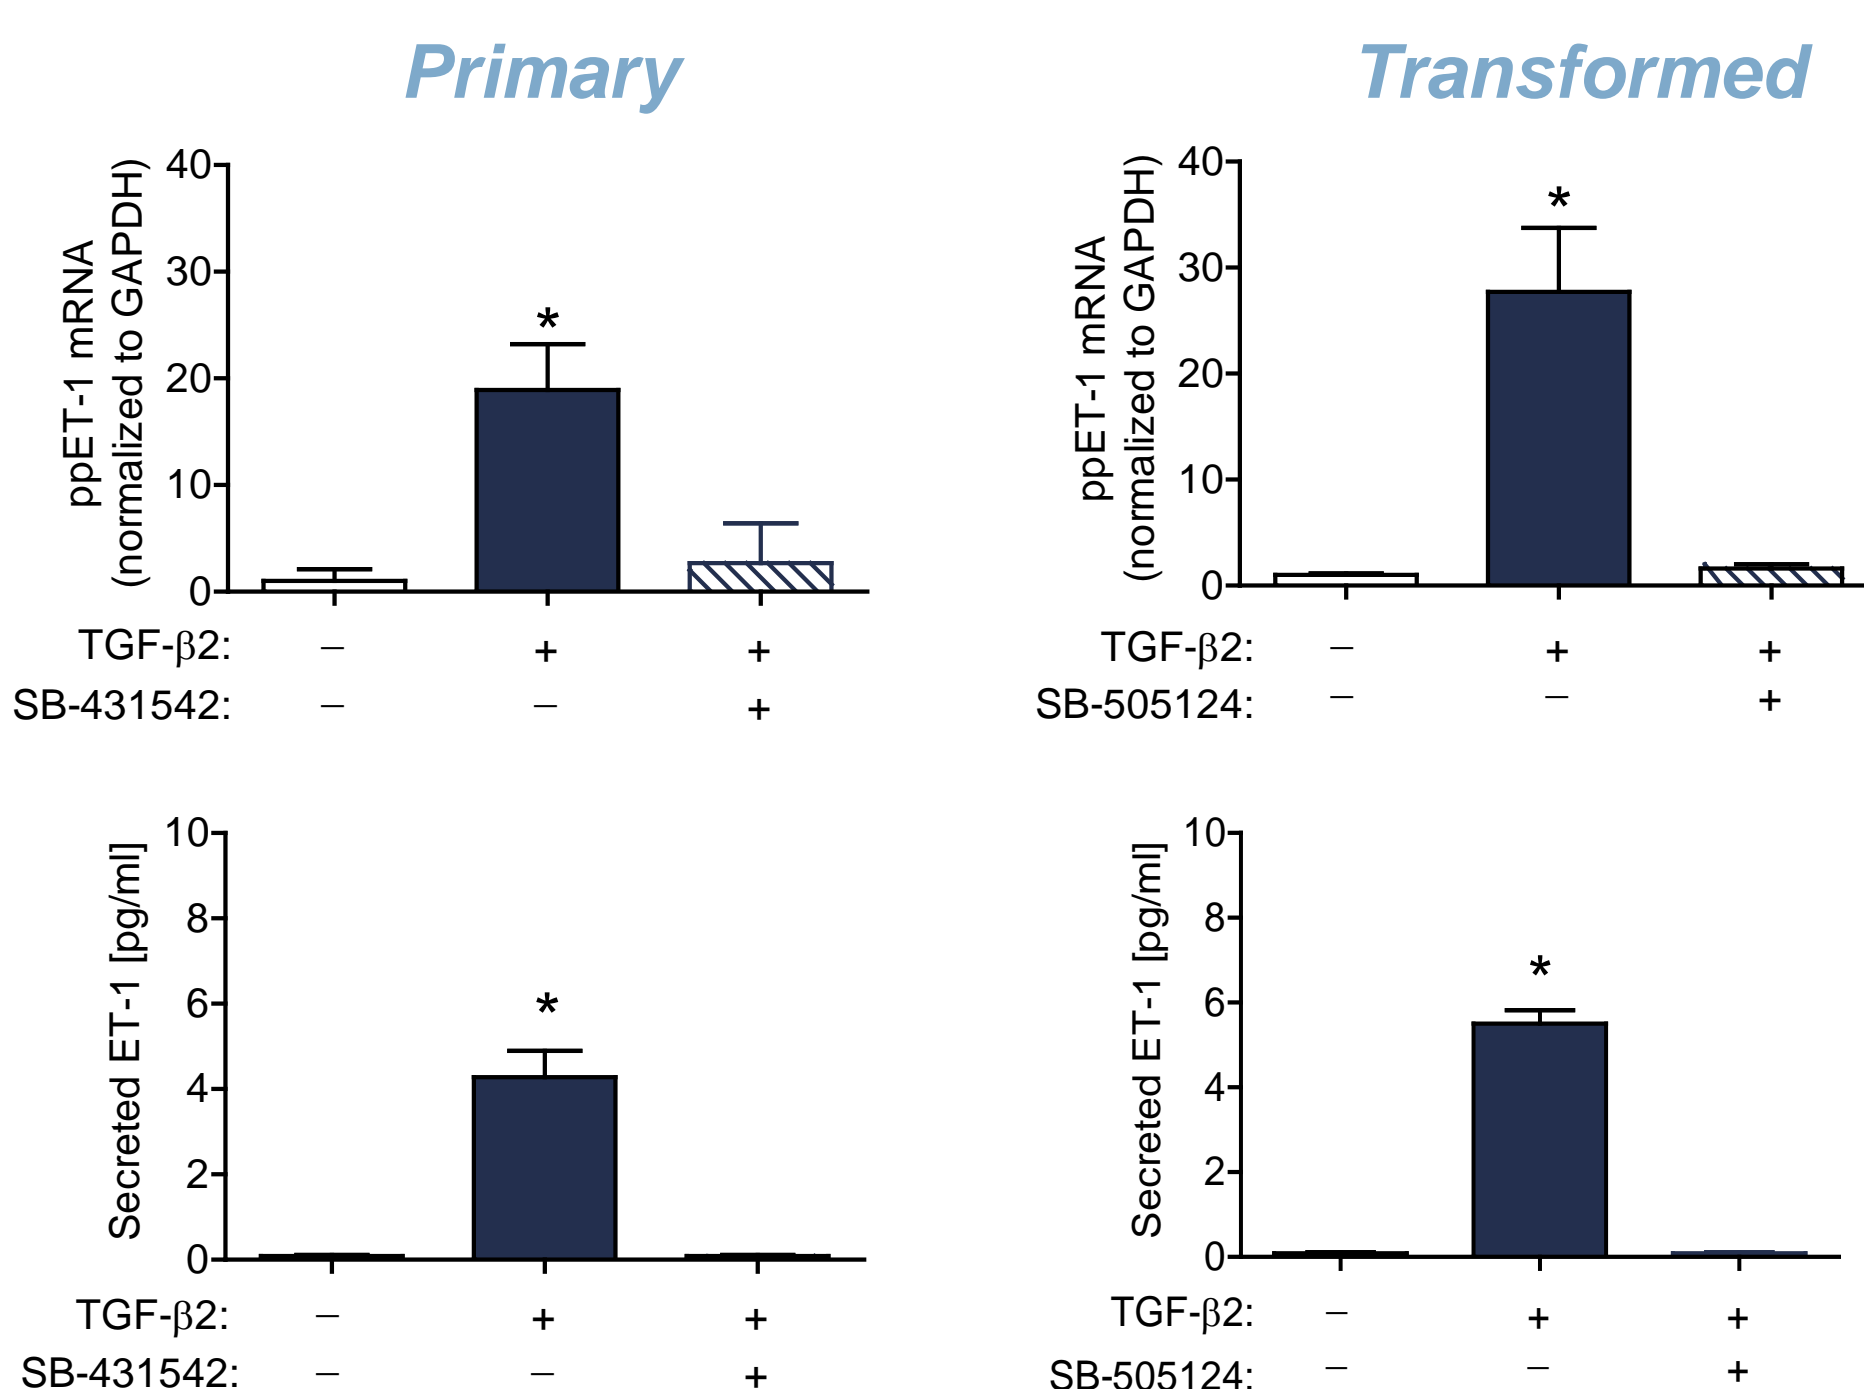 Primary
Transformed
ppET-1 mRNA
(normalized to GAPDH)
40
30
20
10
0
*
TGF-β2: – + +
SB-431542: – – +
ppET-1 mRNA
(normalized to GAPDH)
40
30
20
10
0
*
TGF-β2: – + +
SB-505124: – – +
Secreted ET-1 [pg/ml]
10
8
6
4
2
0
*
TGF-β2: – + +
SB-431542: – – +
Secreted ET-1 [pg/ml]
10
8
6
4
2
0
*
TGF-β2: – + +
SB-505124: – – +